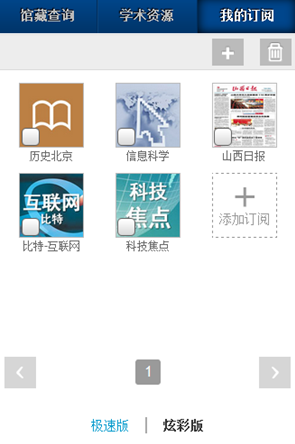 馆藏查询 学术资源 我的订阅
历史北京 信息科学 山西日报
互联网
比特
科技
焦点
添加订阅
比特-互联网 科技焦点
1
极速版 | 炫彩版